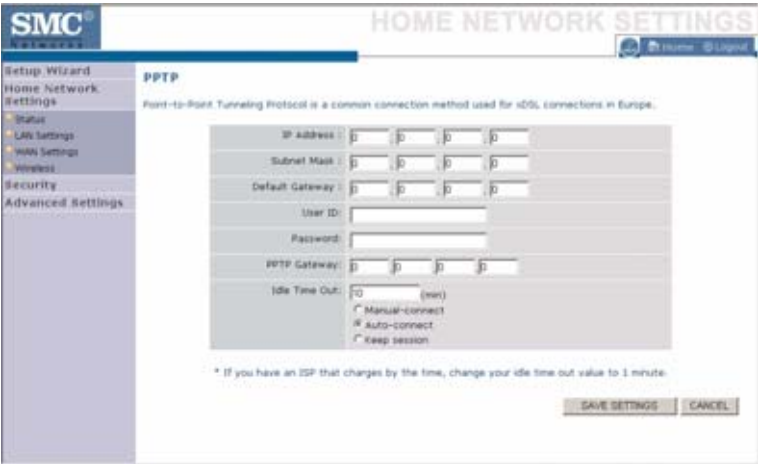 SMC®
Networks
HOME NETWORK SETTINGS
Home Logout
Setup Wizard
Home Network
Settings
Status
LAN Settings
WAN Settings
Wireless
Security
Advanced Settings
PPTP
Point-to-Point Tunneling Protocol is a common connection method used for xDSL connections in Europe.
IP Address : 0 . 0 . 0 . 0
Subnet Mask : 0 . 0 . 0 . 0
Default Gateway : 0 . 0 . 0 . 0
User ID:
Password:
PPTP Gateway: 0 . 0 . 0 . 0
Idle Time Out: 10 (min)
Manual-connect
Auto-connect
Keep session
* If you have an ISP that charges by the time, change your idle time out value to 1 minute.
SAVE SETTINGS CANCEL